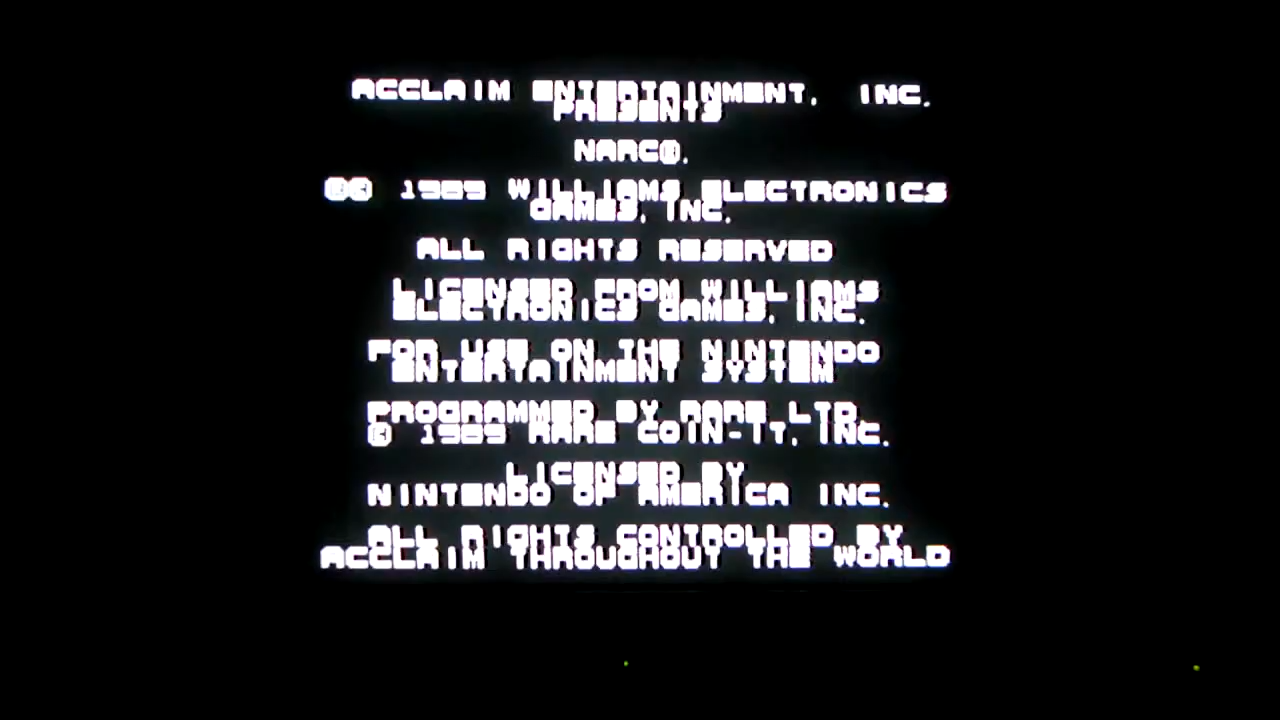 ACCLAIM ENTERTAINMENT, INC.
PRESENTS
NARC®.
®© 1989 WILLIAMS ELECTRONICS
GAMES, INC.
ALL RIGHTS RESERVED
LICENSED FROM WILLIAMS
ELECTRONICS GAMES, INC.
FOR USE ON THE NINTENDO
ENTERTAINMENT SYSTEM
PROGRAMMED BY RARE LTD.
© 1989 RARE COIN-IT, INC.
LICENSED BY
NINTENDO OF AMERICA INC.
ALL RIGHTS CONTROLLED BY
ACCLAIM THROUGHOUT THE WORLD